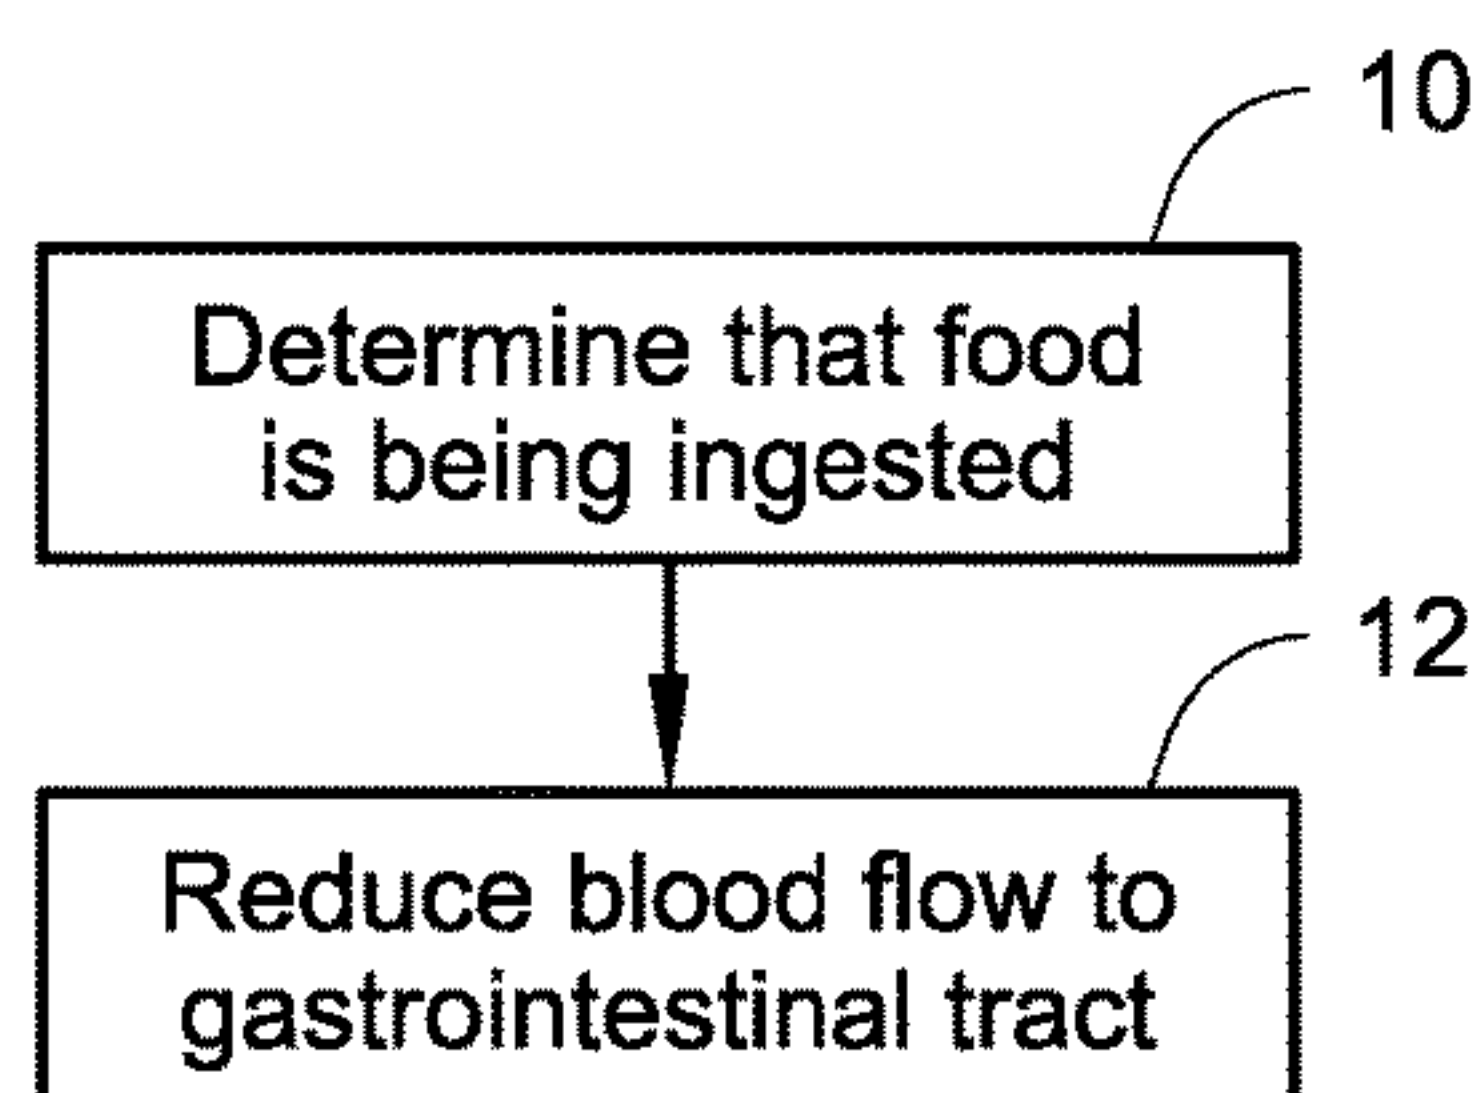 10
Determine that food
is being ingested
12
Reduce blood flow to
gastrointestinal tract